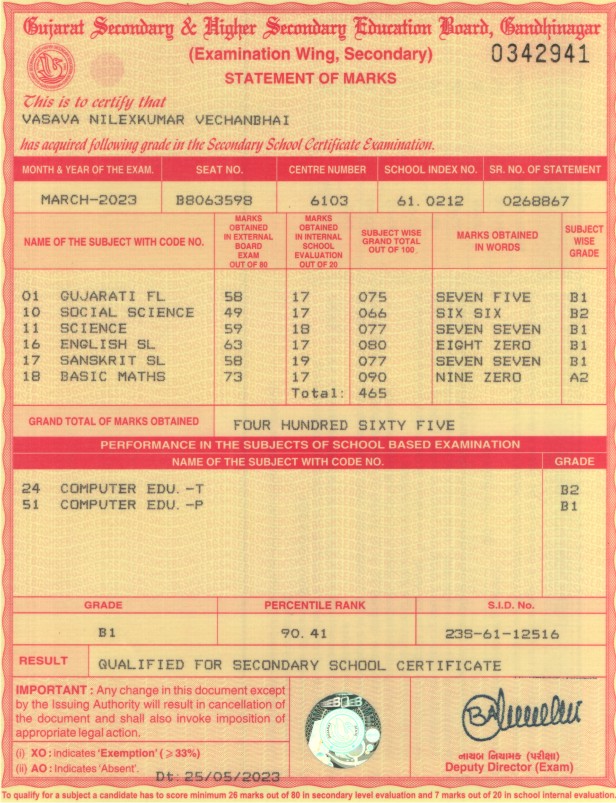 Gujarat Secondary & Higher Secondary Education Board, Gandhinagar
(Examination Wing, Secondary) 0342941
STATEMENT OF MARKS
This is to certify that
VASAVA NILEXKUMAR VECHANBHAI
has acquired following grade in the Secondary School Certificate Examination.
MONTH & YEAR OF THE EXAM. SEAT NO. CENTRE NUMBER SCHOOL INDEX NO. SR. NO. OF STATEMENT
MARCH-2023 B8063598 6103 61.0212 0268867
NAME OF THE SUBJECT WITH CODE NO. MARKS OBTAINED IN EXTERNAL BOARD EXAM OUT OF 80 MARKS OBTAINED IN INTERNAL SCHOOL EVALUATION OUT OF 20 SUBJECT WISE GRAND TOTAL OUT OF 100 MARKS OBTAINED IN WORDS SUBJECT WISE GRADE
01 GUJARATI FL 58 17 075 SEVEN FIVE B1
10 SOCIAL SCIENCE 49 17 066 SIX SIX B2
11 SCIENCE 59 18 077 SEVEN SEVEN B1
16 ENGLISH SL 63 17 080 EIGHT ZERO B1
17 SANSKRIT SL 58 19 077 SEVEN SEVEN B1
18 BASIC MATHS 73 17 090 NINE ZERO A2
Total: 465
GRAND TOTAL OF MARKS OBTAINED FOUR HUNDRED SIXTY FIVE
PERFORMANCE IN THE SUBJECTS OF SCHOOL BASED EXAMINATION
NAME OF THE SUBJECT WITH CODE NO. GRADE
24 COMPUTER EDU.-T B2
51 COMPUTER EDU.-P B1
GRADE PERCENTILE RANK S.I.D. No.
B1 90.41 23S-61-12516
RESULT QUALIFIED FOR SECONDARY SCHOOL CERTIFICATE
IMPORTANT : Any change in this document except
by the Issuing Authority will result in cancellation of
the document and shall also invoke imposition of
appropriate legal action.
(i) XO : indicates 'Exemption' (⩾33%)
(ii) AO : Indicates 'Absent'.
Dt: 25/05/2023
નાયબ નિયામક (પરીક્ષા)
Deputy Director (Exam)
To qualify for a subject a candidate has to score minimum 26 marks out of 80 in secondary level evaluation and 7 marks out of 20 in school internal evaluation